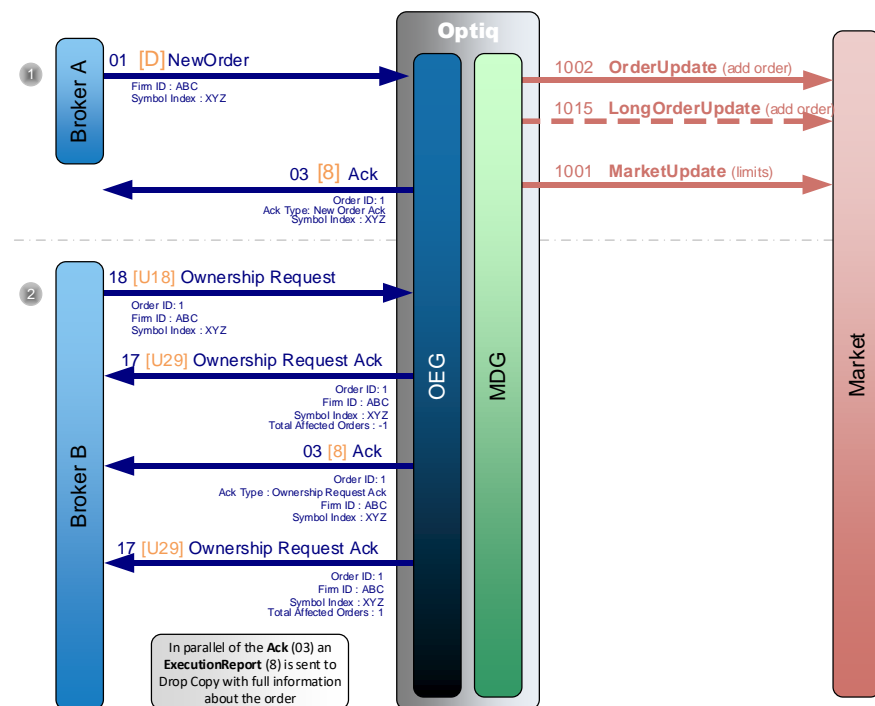 Optiq
1
Broker A
01 [D] NewOrder
Firm ID : ABC
Symbol Index : XYZ
1002 OrderUpdate (add order)
1015 LongOrderUpdate (add order)
03 [8] Ack
Order ID: 1
Ack Type: New Order Ack
Symbol Index : XYZ
1001 MarketUpdate (limits)
2
Broker B
18 [U18] Ownership Request
Order ID: 1
Firm ID : ABC
Symbol Index : XYZ
17 [U29] Ownership Request Ack
Order ID: 1
Firm ID : ABC
Symbol Index : XYZ
Total Affected Orders : -1
OEG
MDG
Market
03 [8] Ack
Order ID: 1
Ack Type : Ownership Request Ack
Firm ID : ABC
Symbol Index : XYZ
17 [U29] Ownership Request Ack
Order ID: 1
Firm ID : ABC
Symbol Index : XYZ
Total Affected Orders : 1
In parallel of the Ack (03) an
ExecutionReport (8) is sent to
Drop Copy with full information
about the order